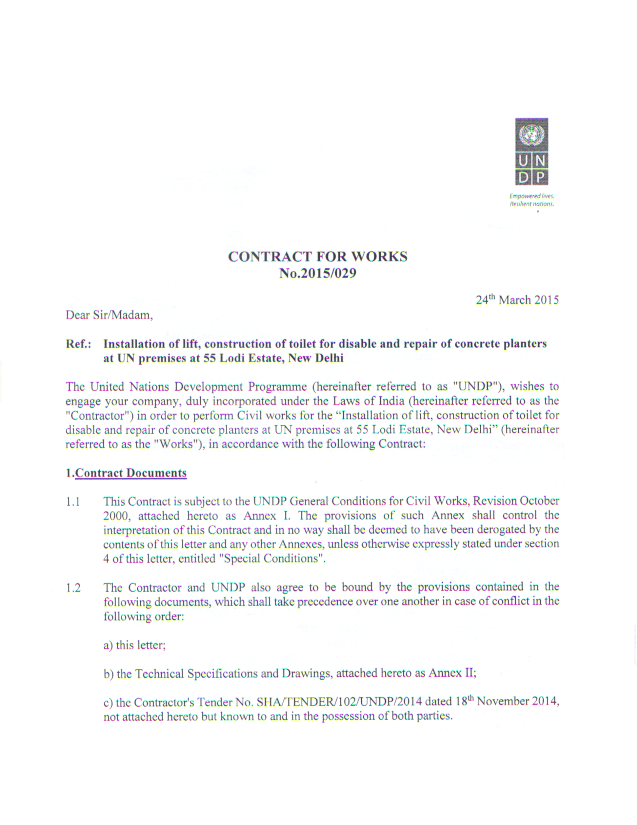 U N
D P
Empowered lives.
Resilient nations.
CONTRACT FOR WORKS
No.2015/029
24th March 2015
Dear Sir/Madam,
Ref.: Installation of lift, construction of toilet for disable and repair of concrete planters
at UN premises at 55 Lodi Estate, New Delhi
The United Nations Development Programme (hereinafter referred to as "UNDP"), wishes to
engage your company, duly incorporated under the Laws of India (hereinafter referred to as the
"Contractor") in order to perform Civil works for the “Installation of lift, construction of toilet for
disable and repair of concrete planters at UN premises at 55 Lodi Estate, New Delhi” (hereinafter
referred to as the "Works"), in accordance with the following Contract:
1.Contract Documents
1.1 This Contract is subject to the UNDP General Conditions for Civil Works, Revision October
2000, attached hereto as Annex I. The provisions of such Annex shall control the
interpretation of this Contract and in no way shall be deemed to have been derogated by the
contents of this letter and any other Annexes, unless otherwise expressly stated under section
4 of this letter, entitled "Special Conditions".
1.2 The Contractor and UNDP also agree to be bound by the provisions contained in the
following documents, which shall take precedence over one another in case of conflict in the
following order:
a) this letter;
b) the Technical Specifications and Drawings, attached hereto as Annex II;
c) the Contractor's Tender No. SHA/TENDER/102/UNDP/2014 dated 18th November 2014,
not attached hereto but known to and in the possession of both parties.